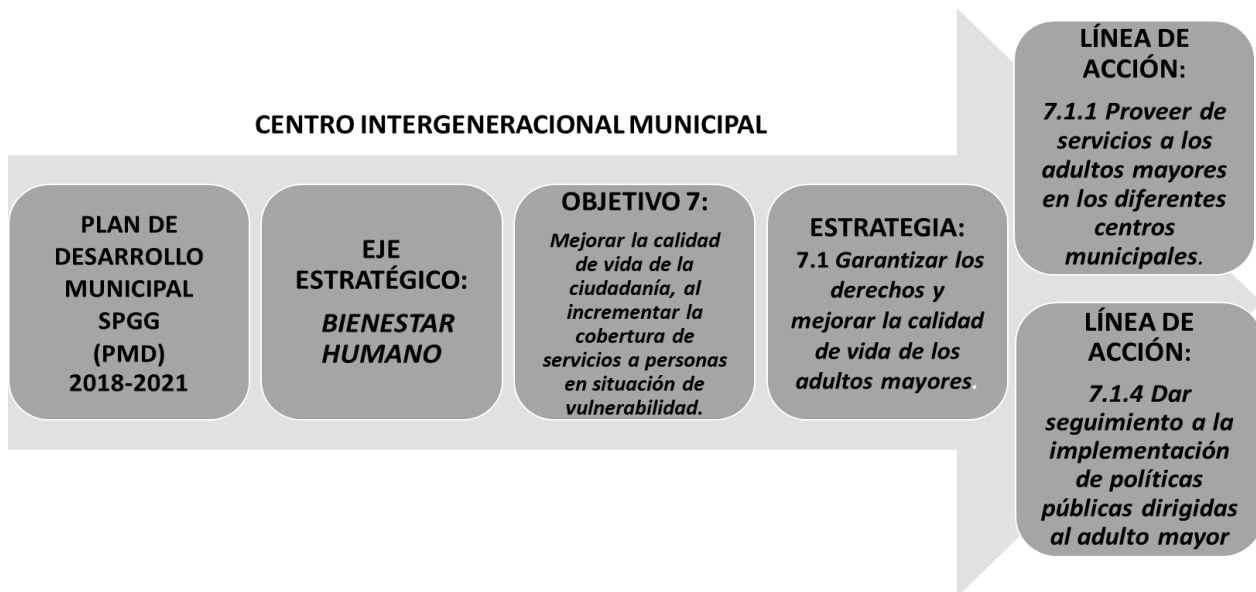 CENTRO INTERGENERACIONAL MUNICIPAL
PLAN DE
DESARROLLO
MUNICIPAL
SPGG
(PMD)
2018-2021
EJE
ESTRATÉGICO:
BIENESTAR
HUMANO
OBJETIVO 7:
Mejorar la calidad
de vida de la
ciudadanía, al
incrementar la
cobertura de
servicios a personas
en situación de
vulnerabilidad.
ESTRATEGIA:
7.1 Garantizar los
derechos y
mejorar la calidad
de vida de los
adultos mayores.
LÍNEA DE
ACCIÓN:
7.1.1 Proveer de
servicios a los
adultos mayores
en los diferentes
centros
municipales.
LÍNEA DE
ACCIÓN:
7.1.4 Dar
seguimiento a la
implementación
de políticas
públicas dirigidas
al adulto mayor